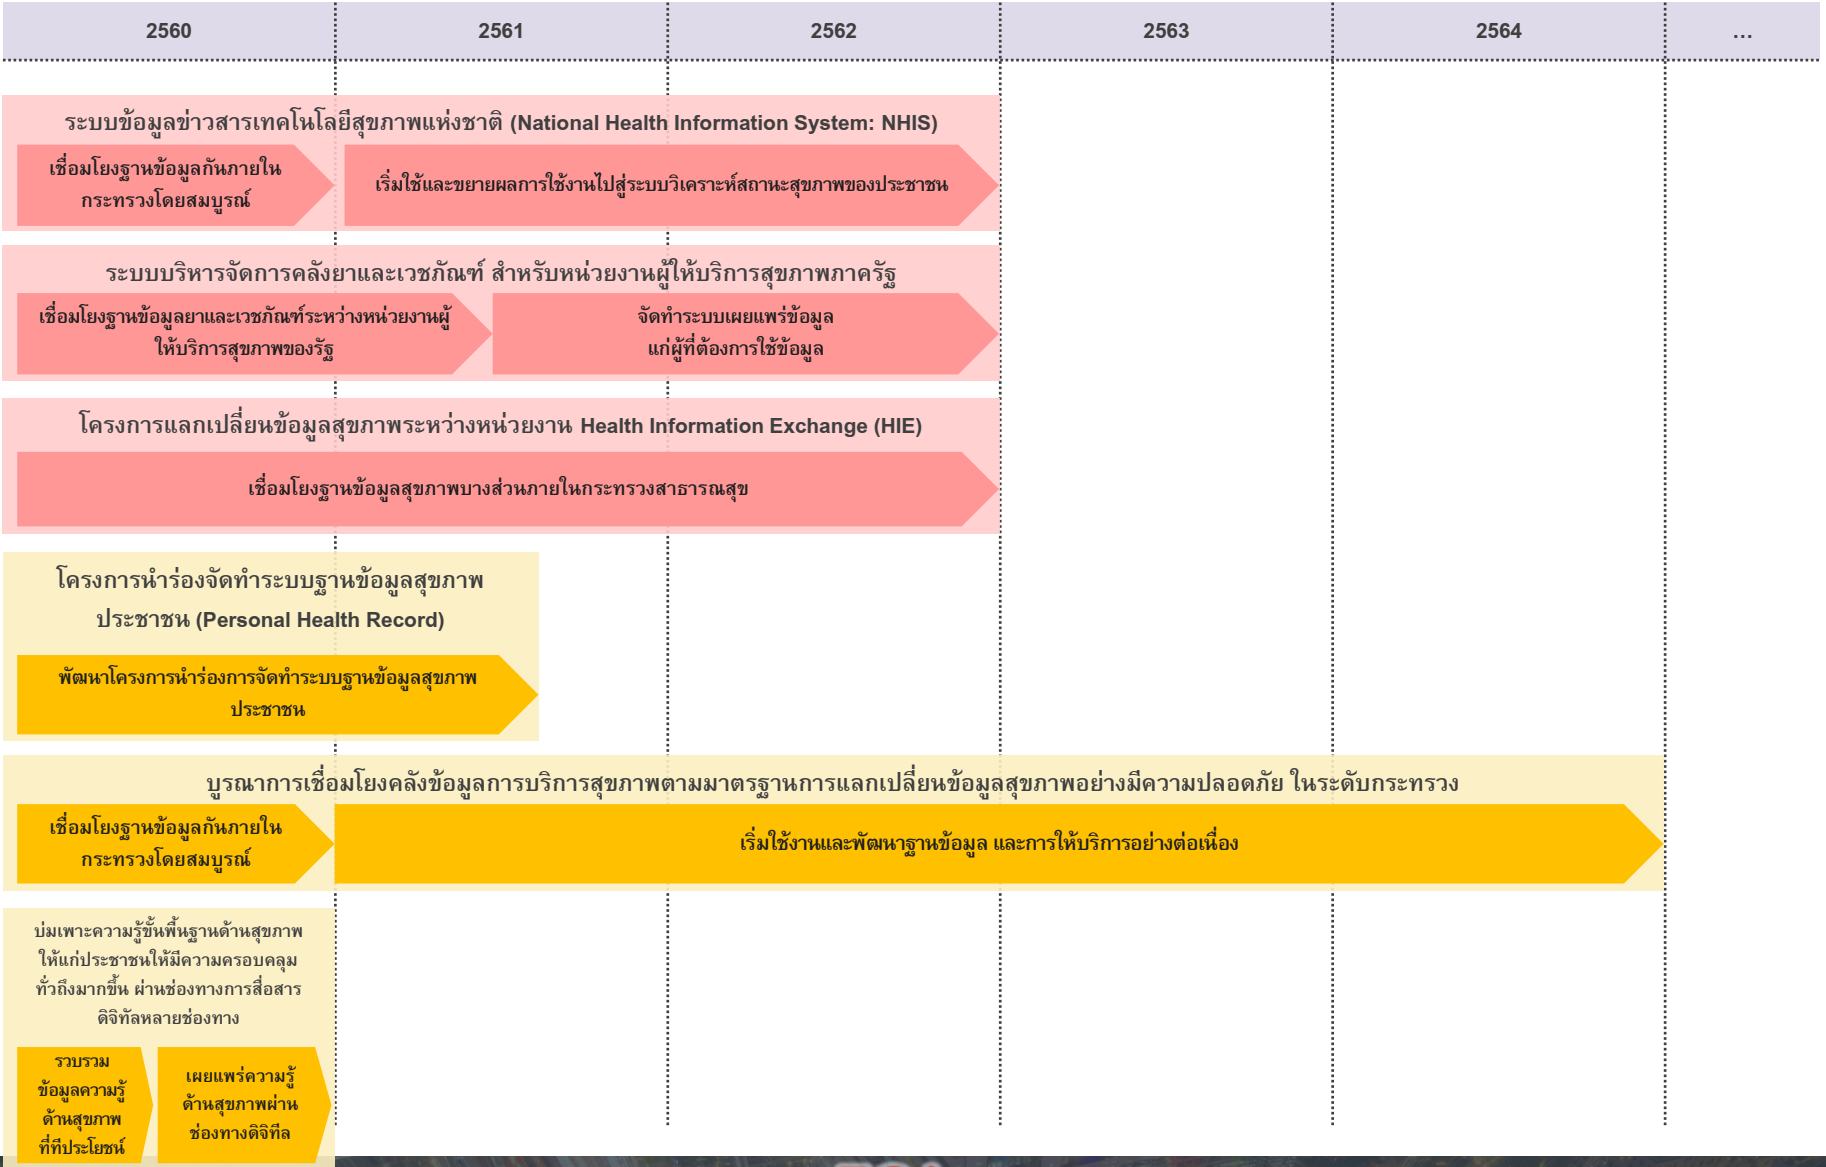 2560 2561 2562 2563 2564 ...
ระบบข้อมูลข่าวสารเทคโนโลยีสุขภาพแห่งชาติ (National Health Information System: NHIS)
เชื่อมโยงฐานข้อมูลกันภายใน
กระทรวงโดยสมบูรณ์
เริ่มใช้และขยายผลการใช้งานไปสู่ระบบวิเคราะห์สถานะสุขภาพของประชาชน
ระบบบริหารจัดการคลังยาและเวชภัณฑ์ สำหรับหน่วยงานผู้ให้บริการสุขภาพภาครัฐ
เชื่อมโยงฐานข้อมูลยาและเวชภัณฑ์ระหว่างหน่วยงานผู้
ให้บริการสุขภาพของรัฐ
จัดทำระบบเผยแพร่ข้อมูล
แก่ผู้ที่ต้องการใช้ข้อมูล
โครงการแลกเปลี่ยนข้อมูลสุขภาพระหว่างหน่วยงาน Health Information Exchange (HIE)
เชื่อมโยงฐานข้อมูลสุขภาพบางส่วนภายในกระทรวงสาธารณสุข
โครงการนำร่องจัดทำระบบฐานข้อมูลสุขภาพ
ประชาชน (Personal Health Record)
พัฒนาโครงการนำร่องการจัดทำระบบฐานข้อมูลสุขภาพ
ประชาชน
บูรณาการเชื่อมโยงคลังข้อมูลการบริการสุขภาพตามมาตรฐานการแลกเปลี่ยนข้อมูลสุขภาพอย่างมีความปลอดภัย ในระดับกระทรวง
เชื่อมโยงฐานข้อมูลกันภายใน
กระทรวงโดยสมบูรณ์
เริ่มใช้งานและพัฒนาฐานข้อมูล และการให้บริการอย่างต่อเนื่อง
บ่มเพาะความรู้ขั้นพื้นฐานด้านสุขภาพ
ให้แก่ประชาชนให้มีความครอบคลุม
ทั่วถึงมากขึ้น ผ่านช่องทางการสื่อสาร
ดิจิทัลหลายช่องทาง
รวบรวม
ข้อมูลความรู้
ด้านสุขภาพ
ที่ทีประโยชน์
เผยแพร่ความรู้
ด้านสุขภาพผ่าน
ช่องทางดิจิทีล